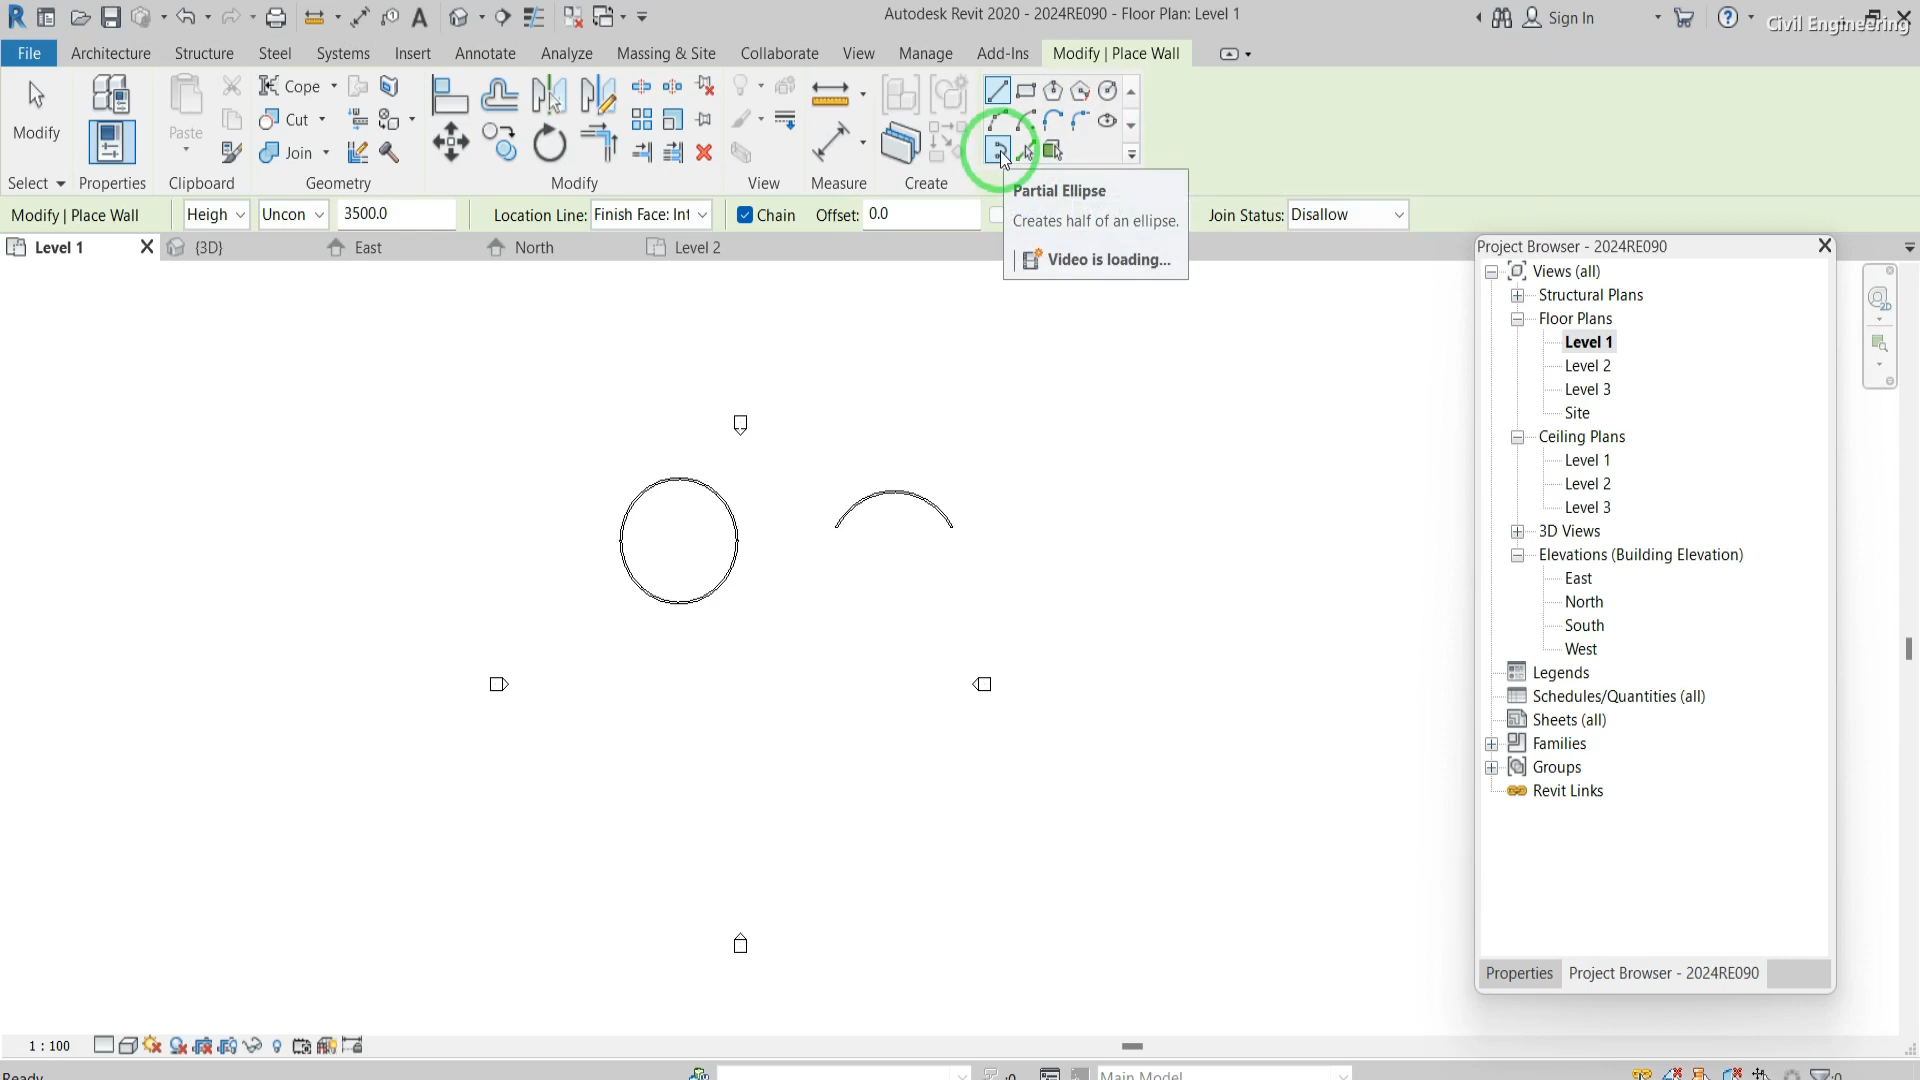 Autodesk Revit 2020 - 2024RE090 - Floor Plan: Level 1
Sign In
Civil Engineering
File Architecture Structure Steel Systems Insert Annotate Analyze Massing & Site Collaborate View Manage Add-Ins Modify | Place Wall
Modify
Paste
Cope
Cut
Join
Select Properties Clipboard Geometry Modify View Measure Create
Modify | Place Wall Heigh Uncon 3500.0 Location Line: Finish Face: Int Chain Offset: 0.0 Join Status: Disallow
Partial Ellipse
Creates half of an ellipse.
Video is loading...
Level 1 {3D} East North Level 2
2D
Project Browser - 2024RE090
Views (all)
Structural Plans
Floor Plans
Level 1
Level 2
Level 3
Site
Ceiling Plans
Level 1
Level 2
Level 3
3D Views
Elevations (Building Elevation)
East
North
South
West
Legends
Schedules/Quantities (all)
Sheets (all)
Families
Groups
Revit Links
Properties Project Browser - 2024RE090
1 : 100
Ready
:0 Main Model :0